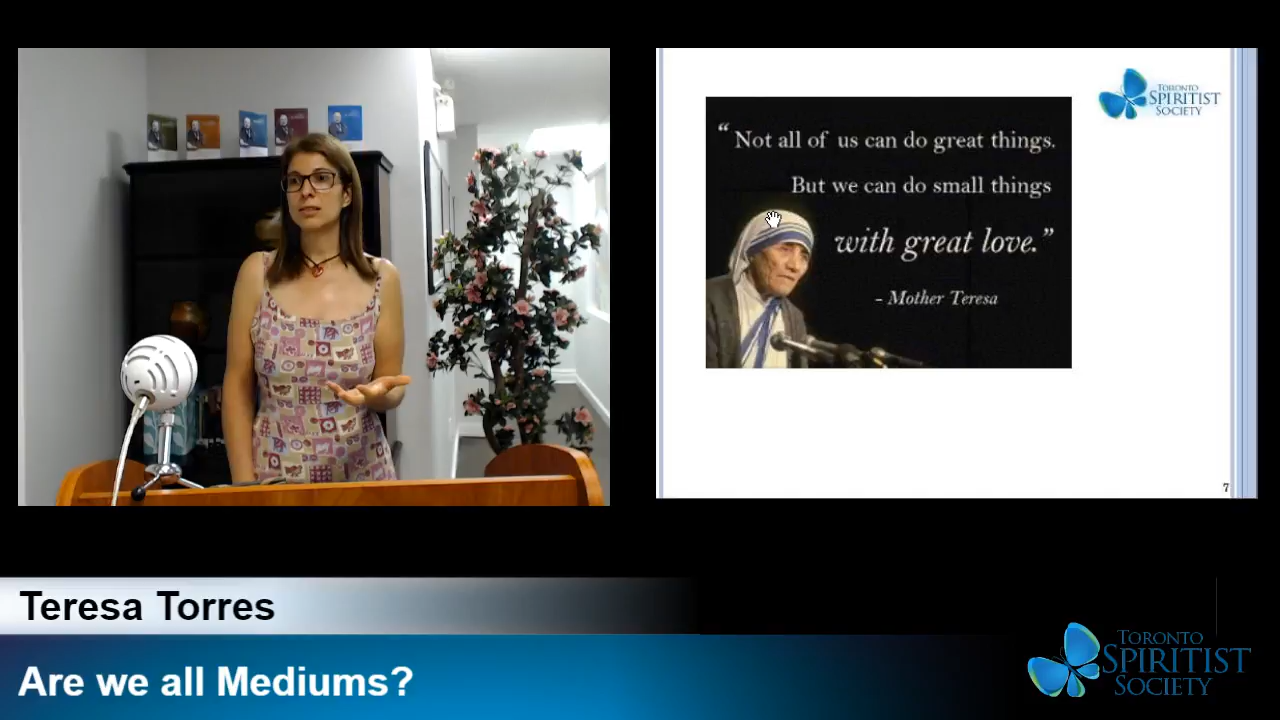 TORONTO
SPIRITIST
SOCIETY
“ Not all of us can do great things.
But we can do small things
with great love.”
- Mother Teresa
7
Teresa Torres
Are we all Mediums?
TORONTO
SPIRITIST
SOCIETY